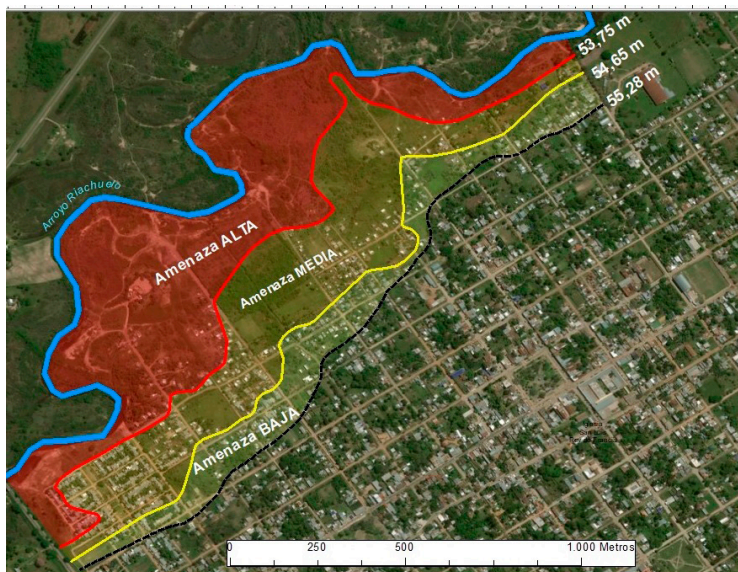 53,75 m
54,65 m
55,28 m
Arroyo Riachuelo
Amenaza ALTA
Amenaza MEDIA
Amenaza BAJA
0 250 500 1.000 Metros